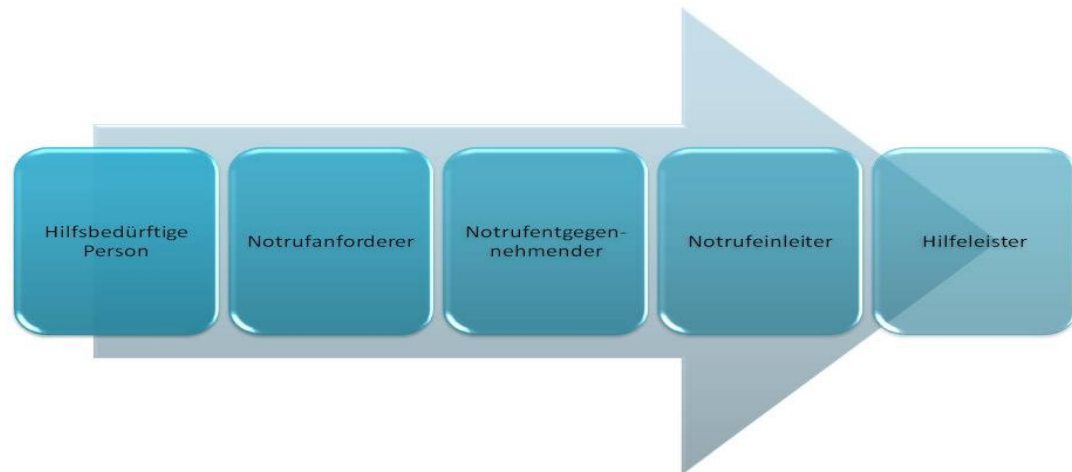 Hilfsbedürftige
Person
Notrufanforderer
Notrufentgegen-
nehmender
Notrufeinleiter
Hilfeleister